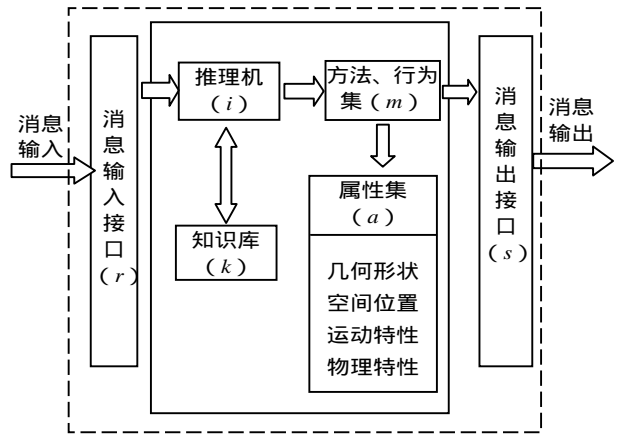 消息
输入
消
息
输
入
接
口
（r）
推理机
（i）
知识库
（k）
方法、行为
集（m）
属性集
（a）
几何形状
空间位置
运动特性
物理特性
消
息
输
出
接
口
（s）
消息
输出